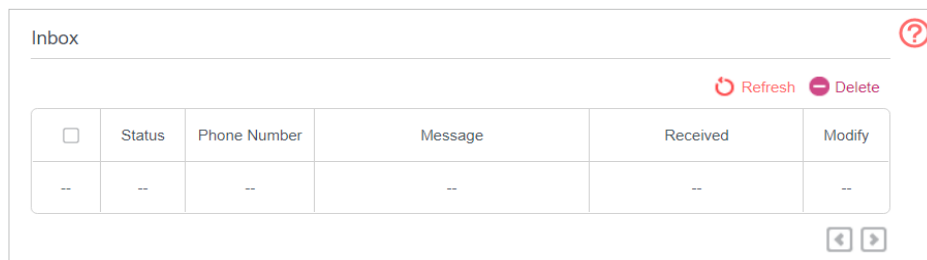 Inbox
?
Refresh Delete
Status Phone Number Message Received Modify
-- -- -- -- -- --